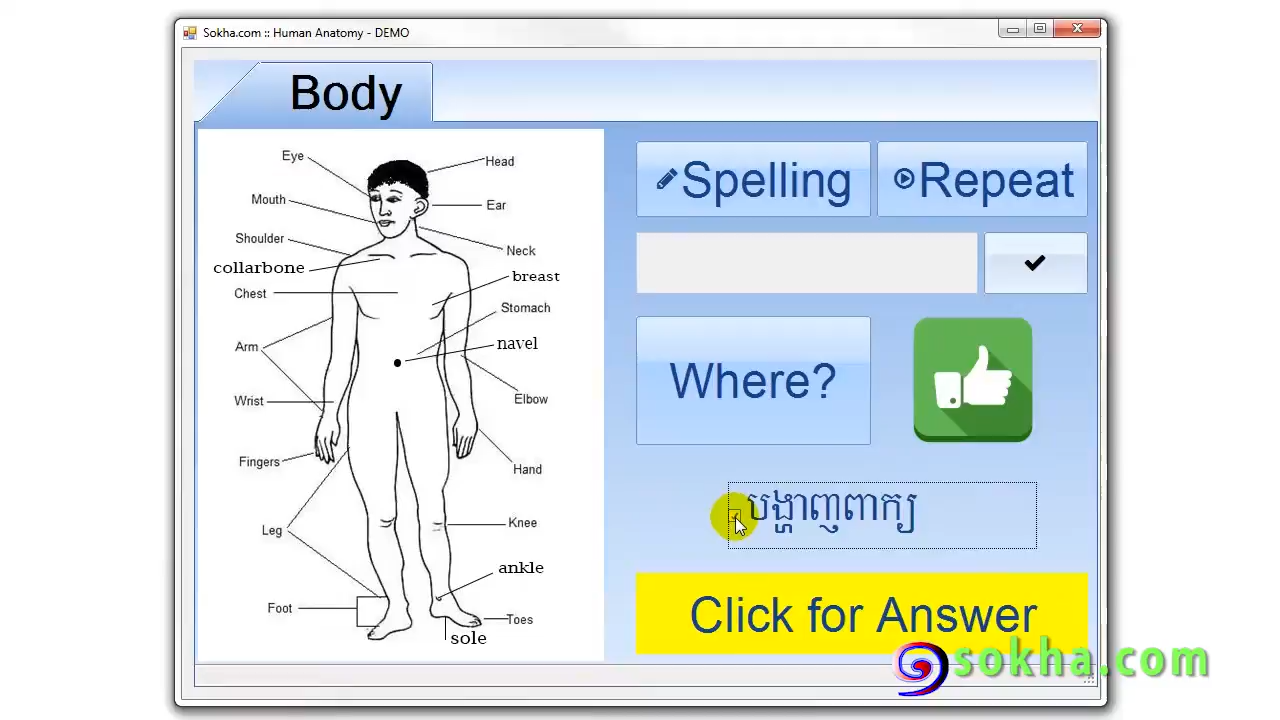 Sokha.com :: Human Anatomy - DEMO
Body
Eye
Head
Mouth
Ear
Shoulder
Neck
collarbone
breast
Chest
Stomach
navel
Arm
Elbow
Wrist
Fingers
Hand
Leg
Knee
ankle
Foot
Toes
sole
Spelling
Repeat
Where?
បង្ហាញពាក្យ
Click for Answer
sokha.com